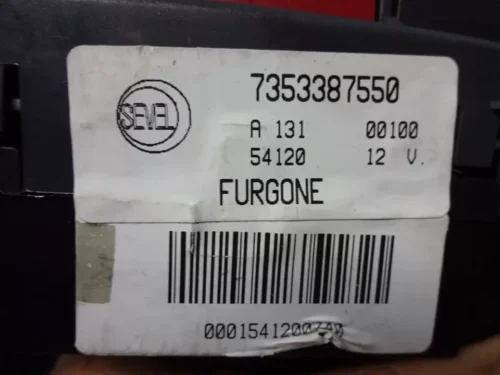 SEVEL
7353387550
A 131 00100
54120 12 V.
FURGONE